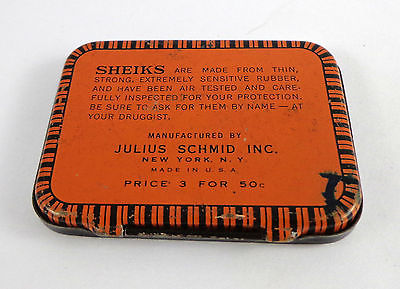 SHEIKS ARE MADE FROM THIN,
STRONG, EXTREMELY SENSITIVE RUBBER,
AND HAVE BEEN AIR TESTED AND CARE-
FULLY INSPECTED FOR YOUR PROTECTION.
BE SURE TO ASK FOR THEM BY NAME—AT
YOUR DRUGGIST.
MANUFACTURED BY
JULIUS SCHMID INC.
NEW YORK, N.Y.
MADE IN U.S.A.
PRICE 3 FOR 50c